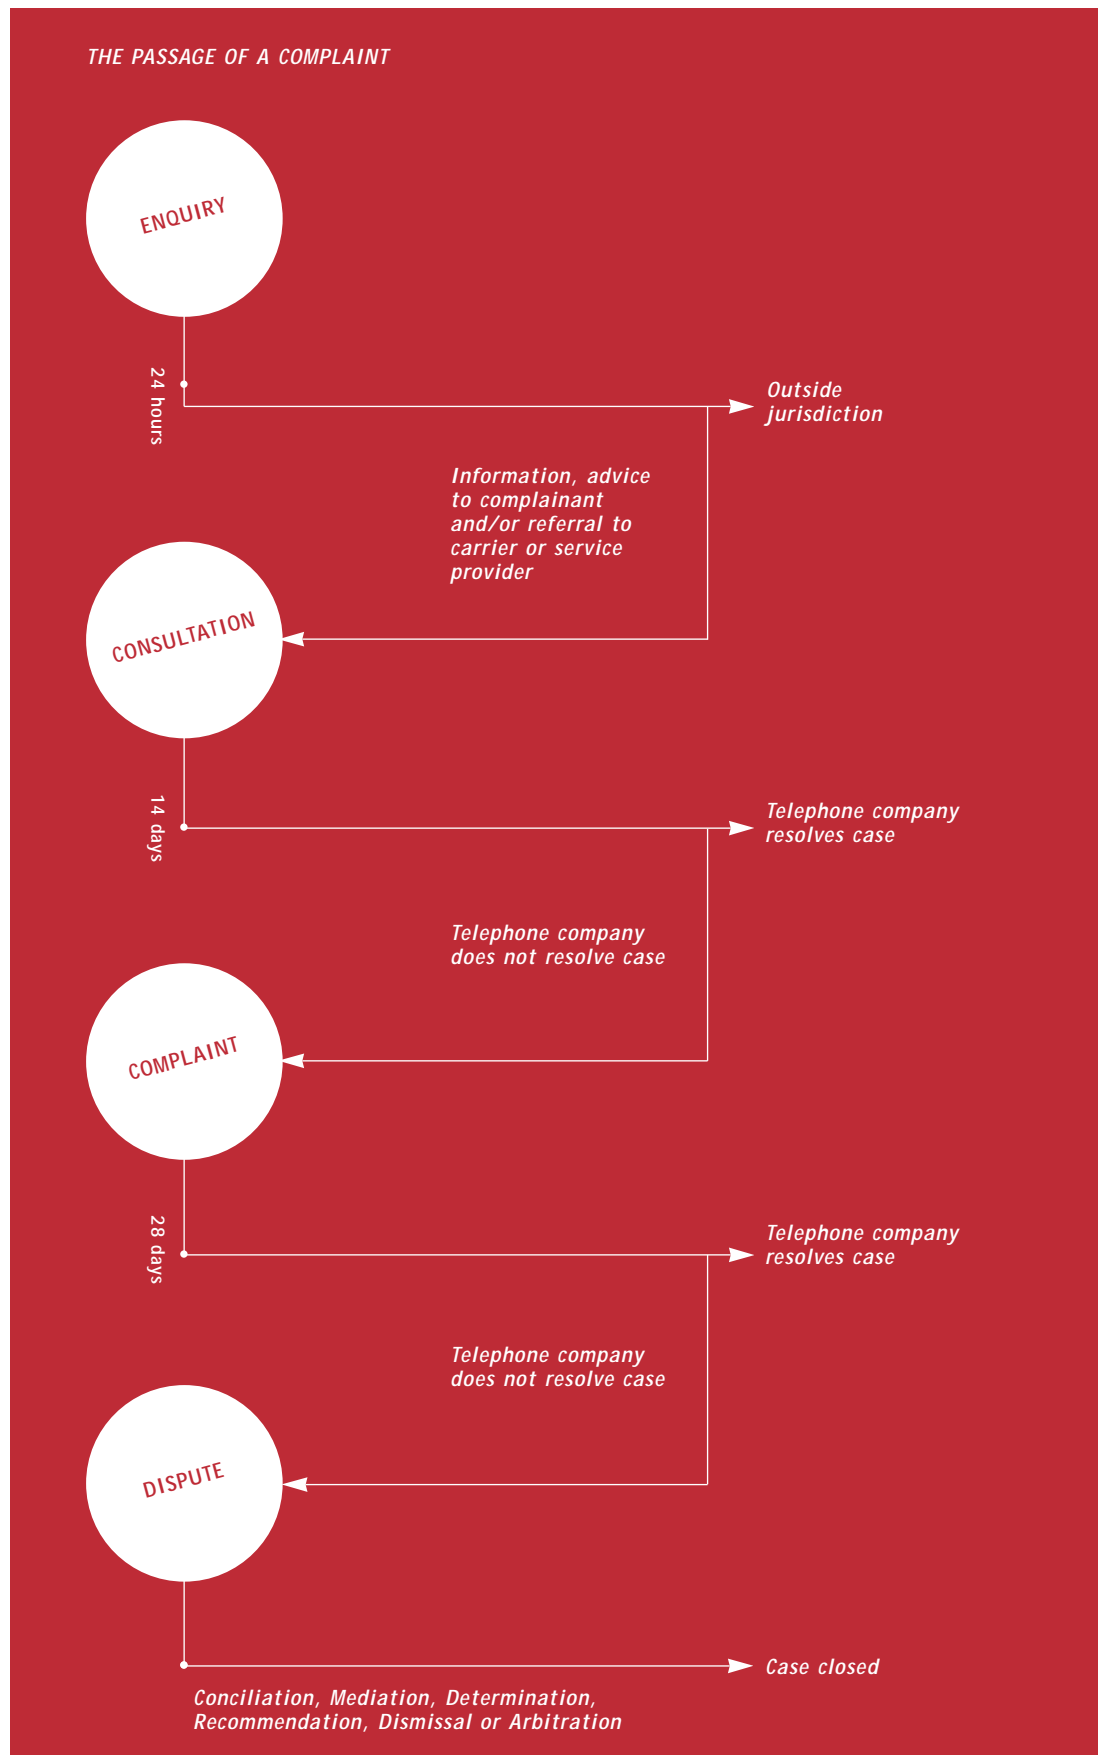 THE PASSAGE OF A COMPLAINT
ENQUIRY
24 hours
Outside
jurisdiction
Information, advice
to complainant
and/or referral to
carrier or service
provider
CONSULTATION
14 days
Telephone company
resolves case
Telephone company
does not resolve case
COMPLAINT
28 days
Telephone company
resolves case
Telephone company
does not resolve case
DISPUTE
Case closed
Conciliation, Mediation, Determination,
Recommendation, Dismissal or Arbitration